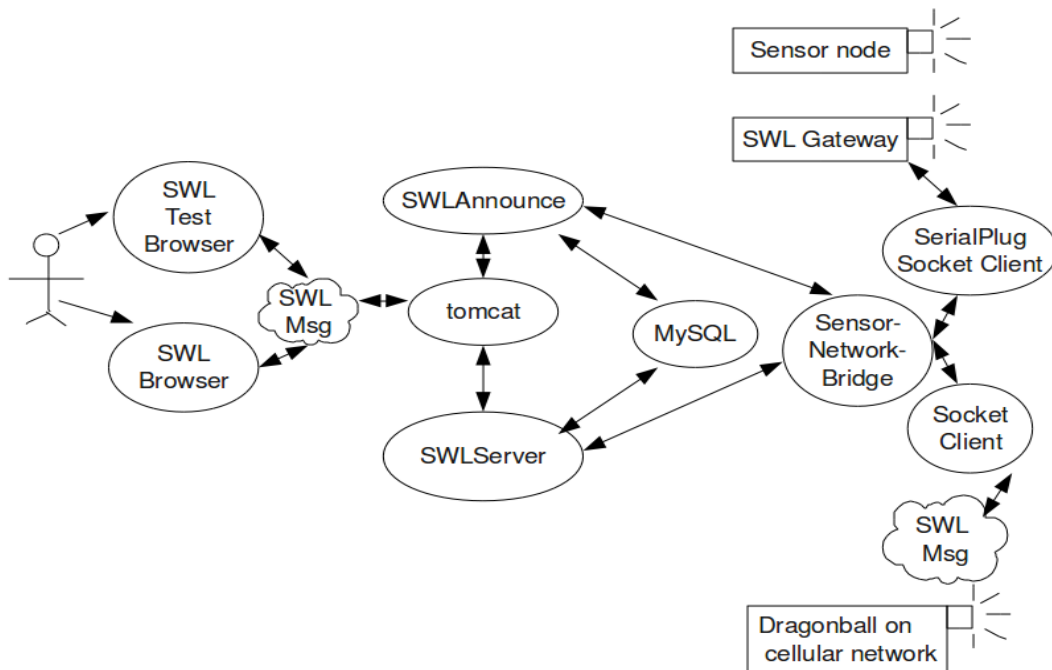 Sensor node
SWL Gateway
SWL
Test
Browser
SWLAnnounce
SerialPlug
Socket Client
SWL
Msg
tomcat
MySQL
Sensor-
Network-
Bridge
SWL
Browser
Socket
Client
SWLServer
SWL
Msg
Dragonball on
cellular network